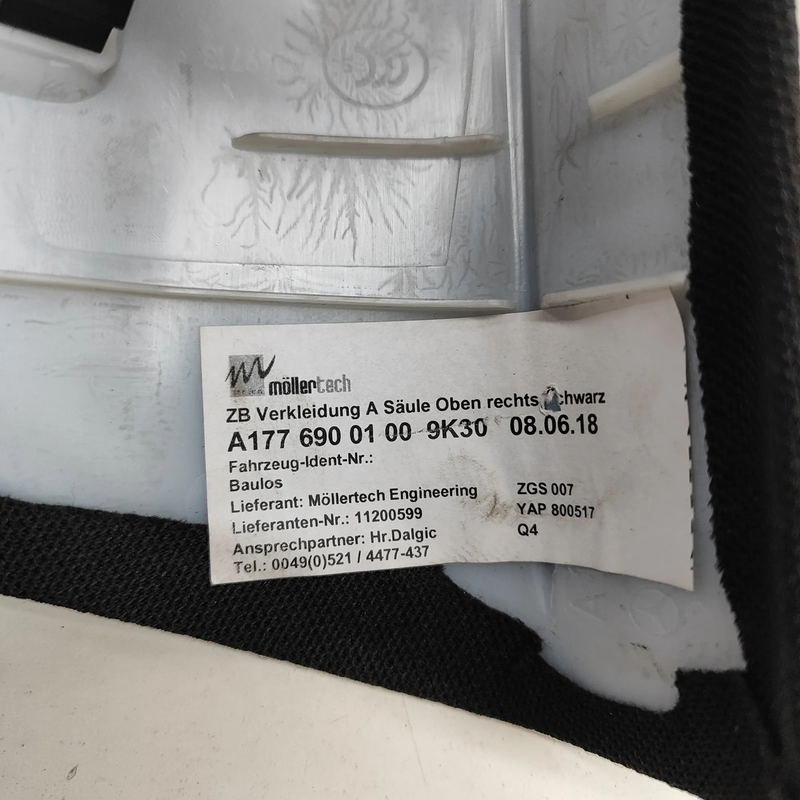 möllertech
ZB Verkleidung A Säule Oben rechts chwarz
A177 690 01 00 9K30 08.06.18
Fahrzeug-Ident-Nr.:
Baulos
Lieferant: Möllertech Engineering ZGS 007
Lieferanten-Nr.: 11200599 YAP 800517
Ansprechpartner: Hr.Dalgic Q4
Tel.: 0049(0)521 / 4477-437